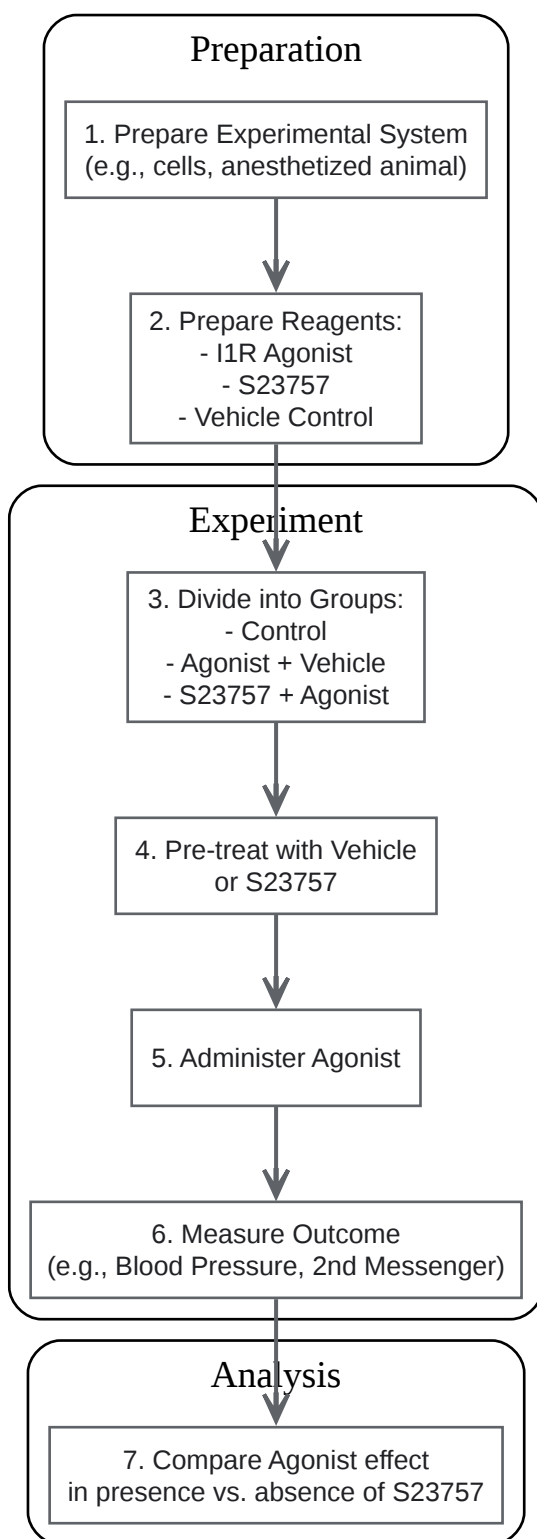 Preparation
1. Prepare Experimental System
(e.g., cells, anesthetized animal)
2. Prepare Reagents:
- I1R Agonist
- S23757
- Vehicle Control
Experiment
3. Divide into Groups:
- Control
- Agonist + Vehicle
- S23757 + Agonist
4. Pre-treat with Vehicle
or S23757
5. Administer Agonist
6. Measure Outcome
(e.g., Blood Pressure, 2nd Messenger)
Analysis
7. Compare Agonist effect
in presence vs. absence of S23757